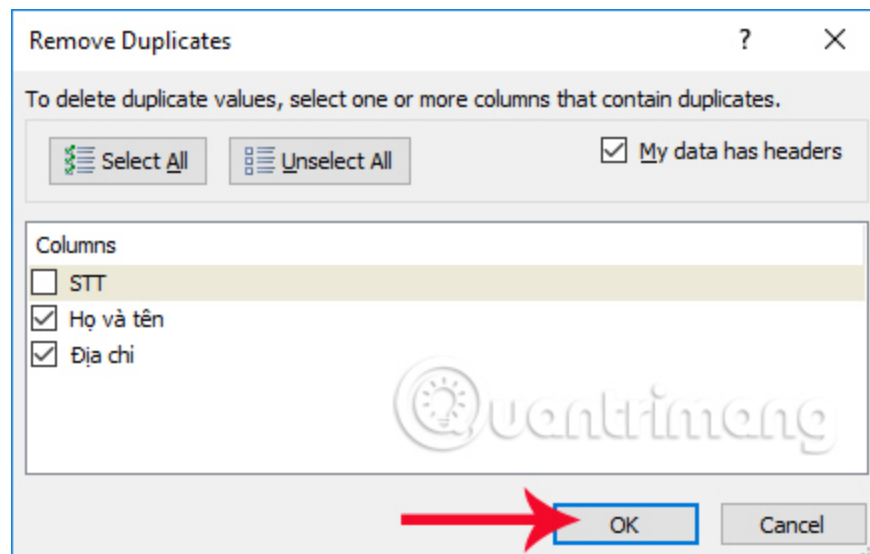 Remove Duplicates
To delete duplicate values, select one or more columns that contain duplicates.
Select All Unselect All My data has headers
Columns
STT
Họ và tên
Địa chỉ
Quantrimang
OK Cancel